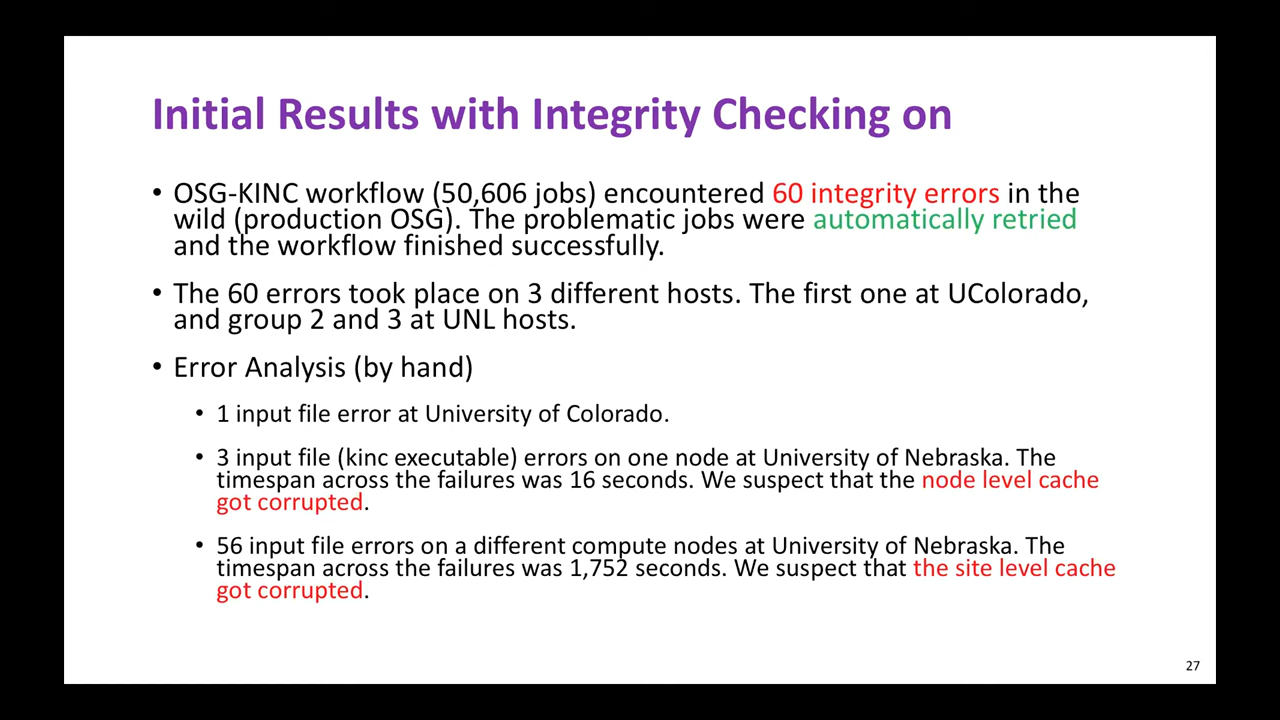 Initial Results with Integrity Checking on
• OSG-KINC workflow (50,606 jobs) encountered 60 integrity errors in the
wild (production OSG). The problematic jobs were automatically retried
and the workflow finished successfully.
• The 60 errors took place on 3 different hosts. The first one at UColorado,
and group 2 and 3 at UNL hosts.
• Error Analysis (by hand)
• 1 input file error at University of Colorado.
• 3 input file (kinc executable) errors on one node at University of Nebraska. The
timespan across the failures was 16 seconds. We suspect that the node level cache
got corrupted.
• 56 input file errors on a different compute nodes at University of Nebraska. The
timespan across the failures was 1,752 seconds. We suspect that the site level cache
got corrupted.
27